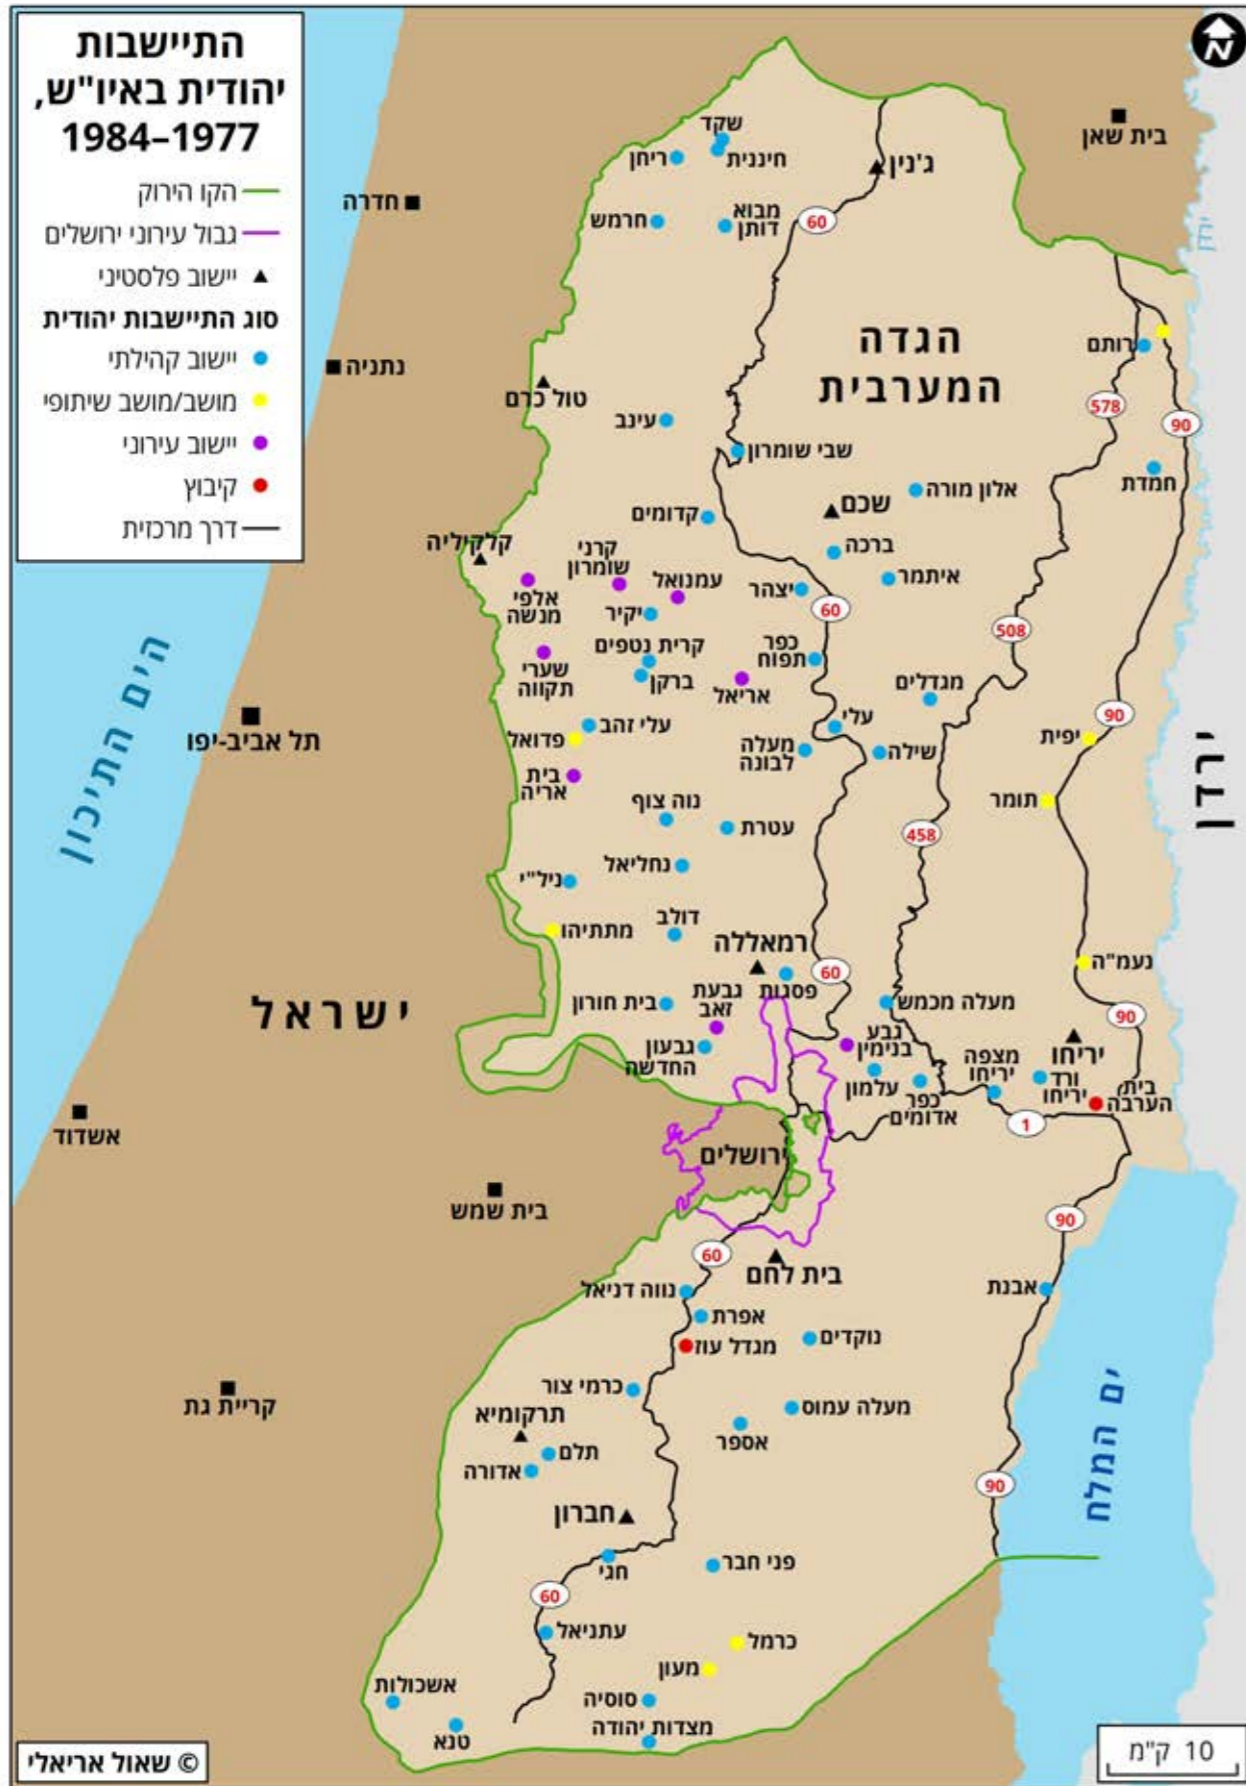 התיישבות
יהודית באיו"ש,
1984–1977
הקו הירוק
גבול עירוני ירושלים
יישוב פלסטיני
סוג התיישבות יהודית
יישוב קהילתי
מושב/מושב שיתופי
יישוב עירוני
קיבוץ
דרך מרכזית
N
בית שאן
ירדן
שקד
חיננית
ריחן
ג'נין
חדרה
חרמש
מבוא
דותן
60
הגדה
המערבית
רותם
נתניה
טול כרם
578
90
עינב
שבי שומרון
חמדת
אלון מורה
שכם
קדומים
קלקיליה
קרני
שומרון
עמנואל
ברכה
איתמר
אלפי
מנשה
יקיר
יצהר
60
508
קרית נטפים
כפר
תפוח
שערי
תקווה
ברקן
אריאל
מגדלים
הים התיכון
תל אביב-יפו
עלי זהב
פדואל
עלי
90
יפית
מעלה
לבונה
שילה
ירדן
בית
אריה
תומר
נוה צוף
עטרת
458
נחליאל
ניל"י
מתתיהו
דולב
רמאללה
נעמ"ה
60
פסגות
ישראל
בית חורון
גבעת
זאב
מעלה מכמש
90
גבעון
החדשה
גבע
בנימין
יריחו
מצפה
יריחו
ורד
יריחו
עלמון
כפר
אדומים
בית
הערבה
1
אשדוד
ירושלים
בית שמש
90
60
בית לחם
נווה דניאל
אבנת
אפרת
נוקדים
מגדל עוז
קריית גת
כרמי צור
מעלה עמוס
תרקומיא
אספר
ים המלח
תלם
אדורה
90
חברון
חגי
פני חבר
60
עתניאל
כרמל
מעון
אשכולות
סוסיה
טנא
מצדות יהודה
10 ק"מ
© שאול אריאלי